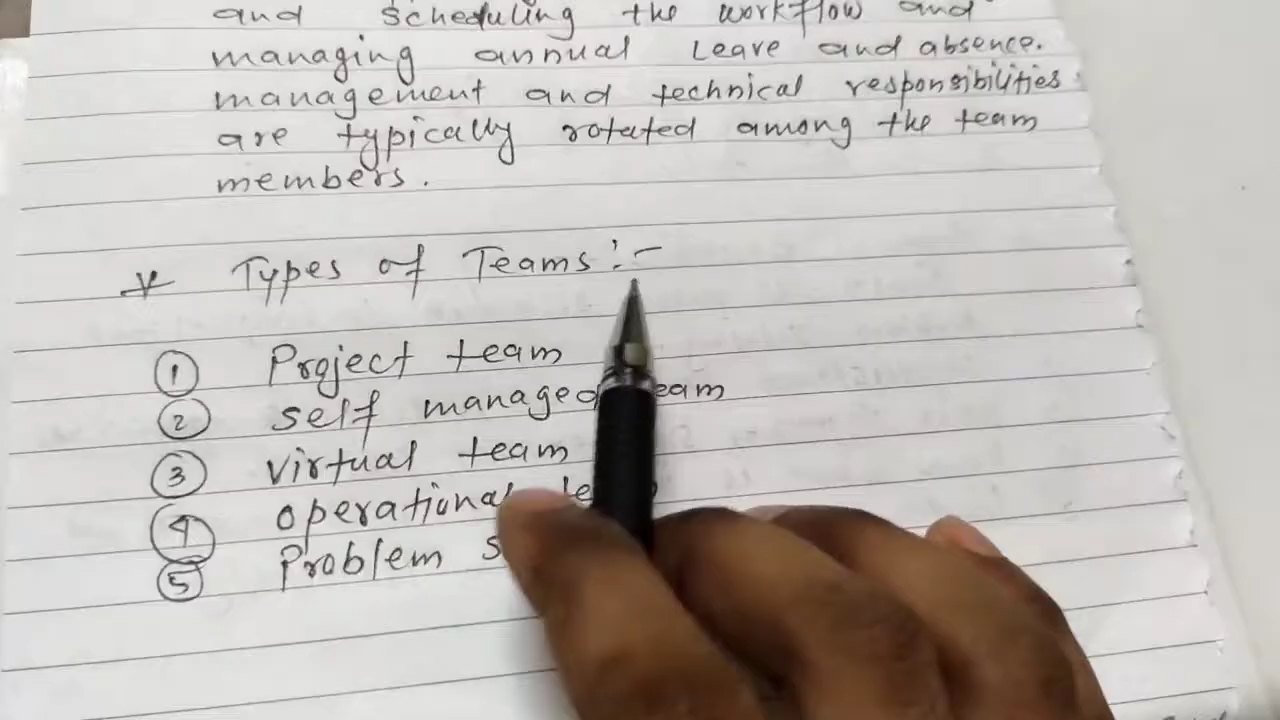 and scheduling the workflow and
managing annual leave and absence.
management and technical responsibilities
are typically rotated among the team
members.
* Types of Teams :-
① Project team
② self managed team
③ virtual team
④ operational
⑤ Problem